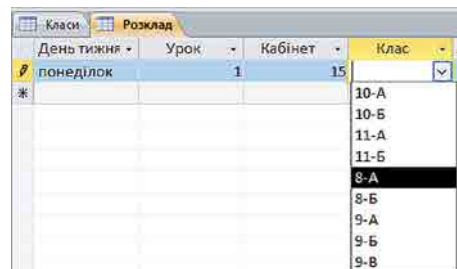 Класи Розклад
День тижня Урок Кабінет Клас
понеділок 1 15
10-А
10-Б
11-А
11-Б
8-А
8-Б
9-А
9-Б
9-В